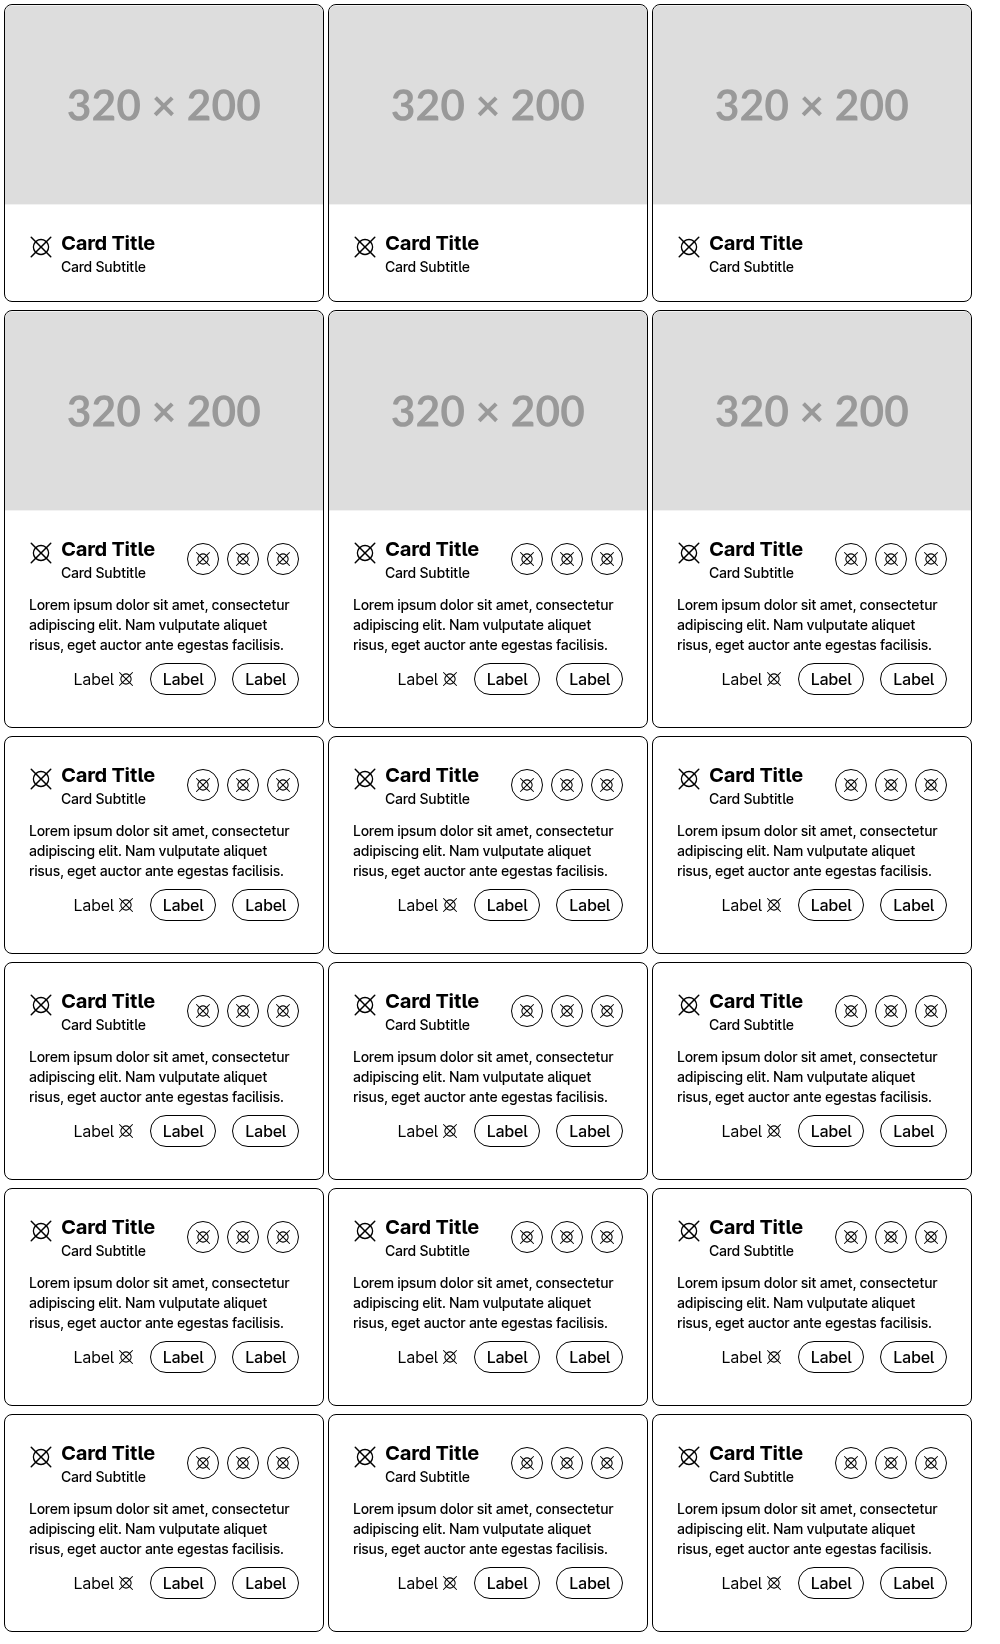 320 × 200 320 × 200 320 × 200
Card Title Card Title Card Title
Card Subtitle Card Subtitle Card Subtitle
320 × 200 320 × 200 320 × 200
Card Title Card Title Card Title
Card Subtitle Card Subtitle Card Subtitle
Lorem ipsum dolor sit amet, consectetur Lorem ipsum dolor sit amet, consectetur Lorem ipsum dolor sit amet, consectetur
adipiscing elit. Nam vulputate aliquet adipiscing elit. Nam vulputate aliquet adipiscing elit. Nam vulputate aliquet
risus, eget auctor ante egestas facilisis. risus, eget auctor ante egestas facilisis. risus, eget auctor ante egestas facilisis.
Label Label Label Label Label Label Label Label Label
Card Title Card Title Card Title
Card Subtitle Card Subtitle Card Subtitle
Lorem ipsum dolor sit amet, consectetur Lorem ipsum dolor sit amet, consectetur Lorem ipsum dolor sit amet, consectetur
adipiscing elit. Nam vulputate aliquet adipiscing elit. Nam vulputate aliquet adipiscing elit. Nam vulputate aliquet
risus, eget auctor ante egestas facilisis. risus, eget auctor ante egestas facilisis. risus, eget auctor ante egestas facilisis.
Label Label Label Label Label Label Label Label Label
Card Title Card Title Card Title
Card Subtitle Card Subtitle Card Subtitle
Lorem ipsum dolor sit amet, consectetur Lorem ipsum dolor sit amet, consectetur Lorem ipsum dolor sit amet, consectetur
adipiscing elit. Nam vulputate aliquet adipiscing elit. Nam vulputate aliquet adipiscing elit. Nam vulputate aliquet
risus, eget auctor ante egestas facilisis. risus, eget auctor ante egestas facilisis. risus, eget auctor ante egestas facilisis.
Label Label Label Label Label Label Label Label Label
Card Title Card Title Card Title
Card Subtitle Card Subtitle Card Subtitle
Lorem ipsum dolor sit amet, consectetur Lorem ipsum dolor sit amet, consectetur Lorem ipsum dolor sit amet, consectetur
adipiscing elit. Nam vulputate aliquet adipiscing elit. Nam vulputate aliquet adipiscing elit. Nam vulputate aliquet
risus, eget auctor ante egestas facilisis. risus, eget auctor ante egestas facilisis. risus, eget auctor ante egestas facilisis.
Label Label Label Label Label Label Label Label Label
Card Title Card Title Card Title
Card Subtitle Card Subtitle Card Subtitle
Lorem ipsum dolor sit amet, consectetur Lorem ipsum dolor sit amet, consectetur Lorem ipsum dolor sit amet, consectetur
adipiscing elit. Nam vulputate aliquet adipiscing elit. Nam vulputate aliquet adipiscing elit. Nam vulputate aliquet
risus, eget auctor ante egestas facilisis. risus, eget auctor ante egestas facilisis. risus, eget auctor ante egestas facilisis.
Label Label Label Label Label Label Label Label Label